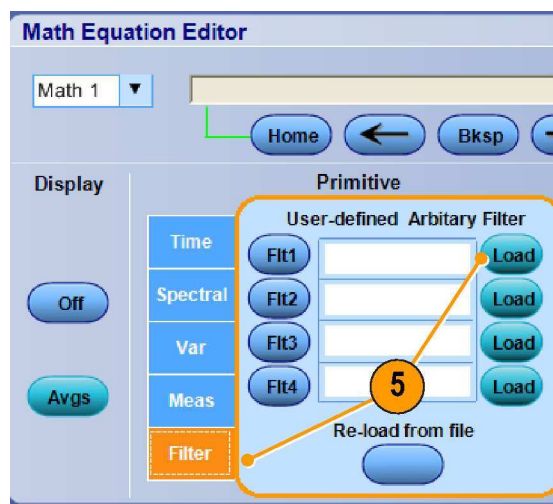 Math Equation Editor
Math 1
Home
Bksp
Display
Primitive
Off
Avgs
Time
Spectral
Var
Meas
Filter
User-defined Arbitary Filter
Flt1
Load
Flt2
Load
Flt3
Load
Flt4
Load
5
Re-load from file